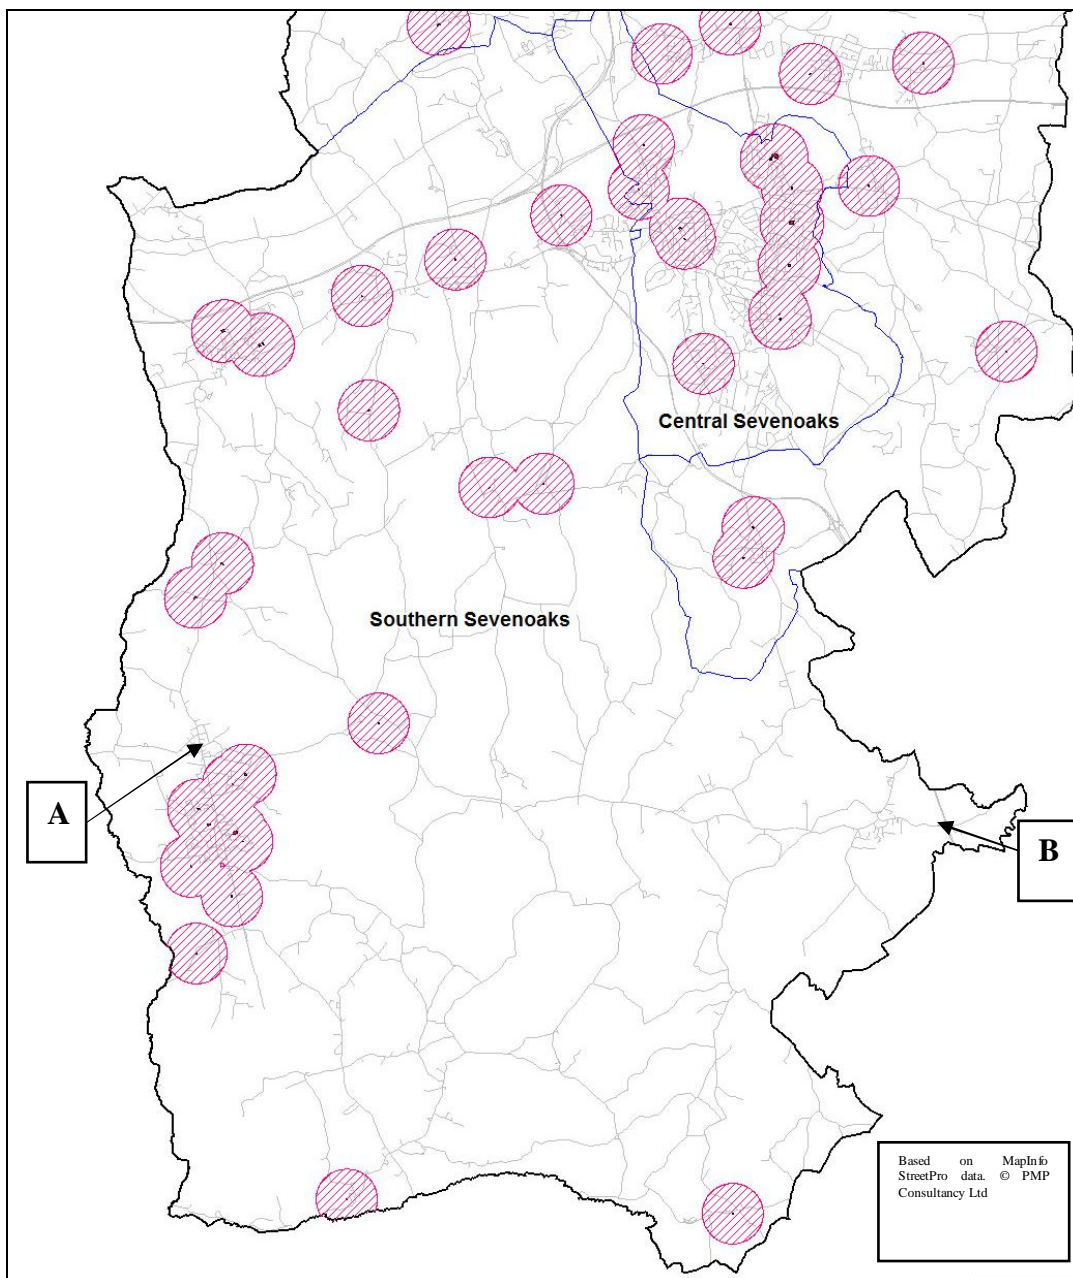 Central Sevenoaks
Southern Sevenoaks
A
B
Based on MapInfo
StreetPro data. © PMP
Consultancy Ltd